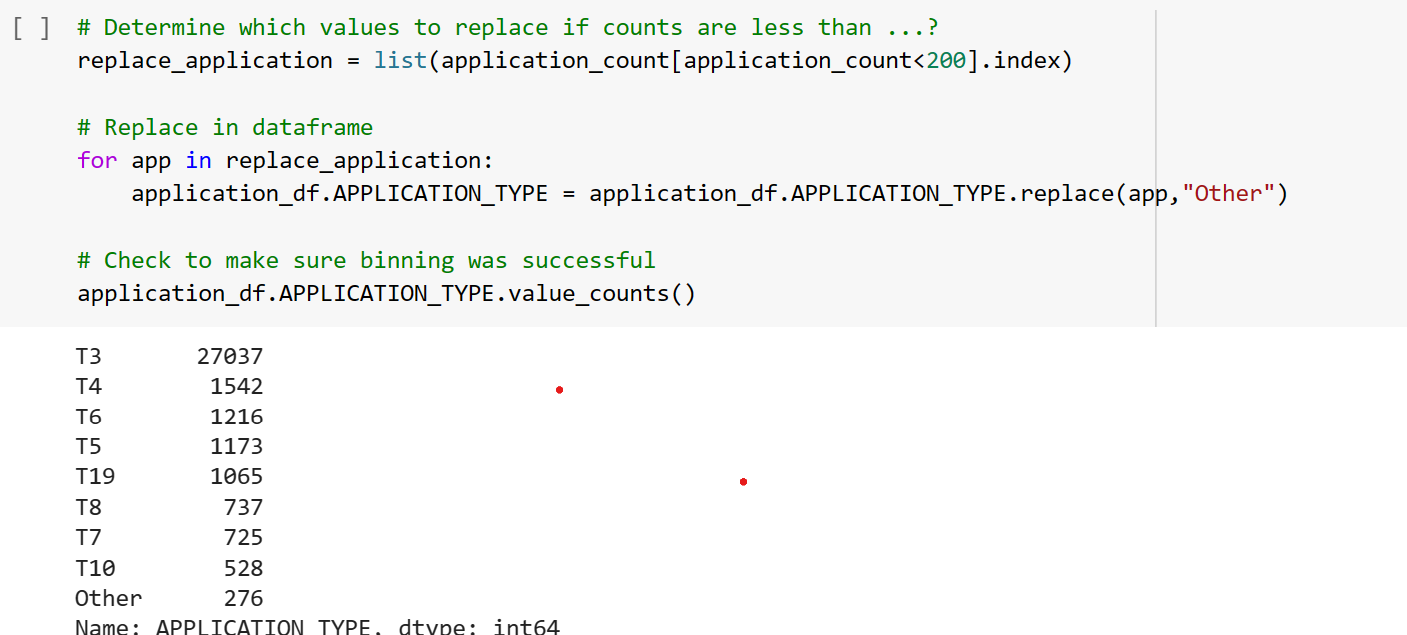 [ ] # Determine which values to replace if counts are less than ...?
replace_application = list(application_count[application_count<200].index)
# Replace in dataframe
for app in replace_application:
    application_df.APPLICATION_TYPE = application_df.APPLICATION_TYPE.replace(app,"Other")
# Check to make sure binning was successful
application_df.APPLICATION_TYPE.value_counts()
T3 27037
T4 1542
T6 1216
T5 1173
T19 1065
T8 737
T7 725
T10 528
Other 276
Name: APPLICATION_TYPE, dtype: int64